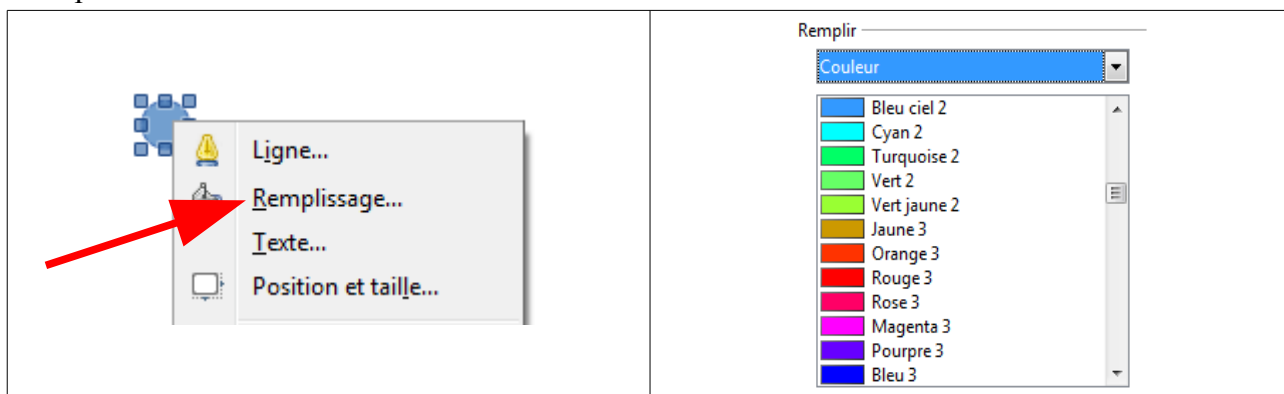 Ligne...
Remplissage...
Texte...
Position et taille...
Remplir
Couleur
Bleu ciel 2
Cyan 2
Turquoise 2
Vert 2
Vert jaune 2
Jaune 3
Orange 3
Rouge 3
Rose 3
Magenta 3
Pourpre 3
Bleu 3